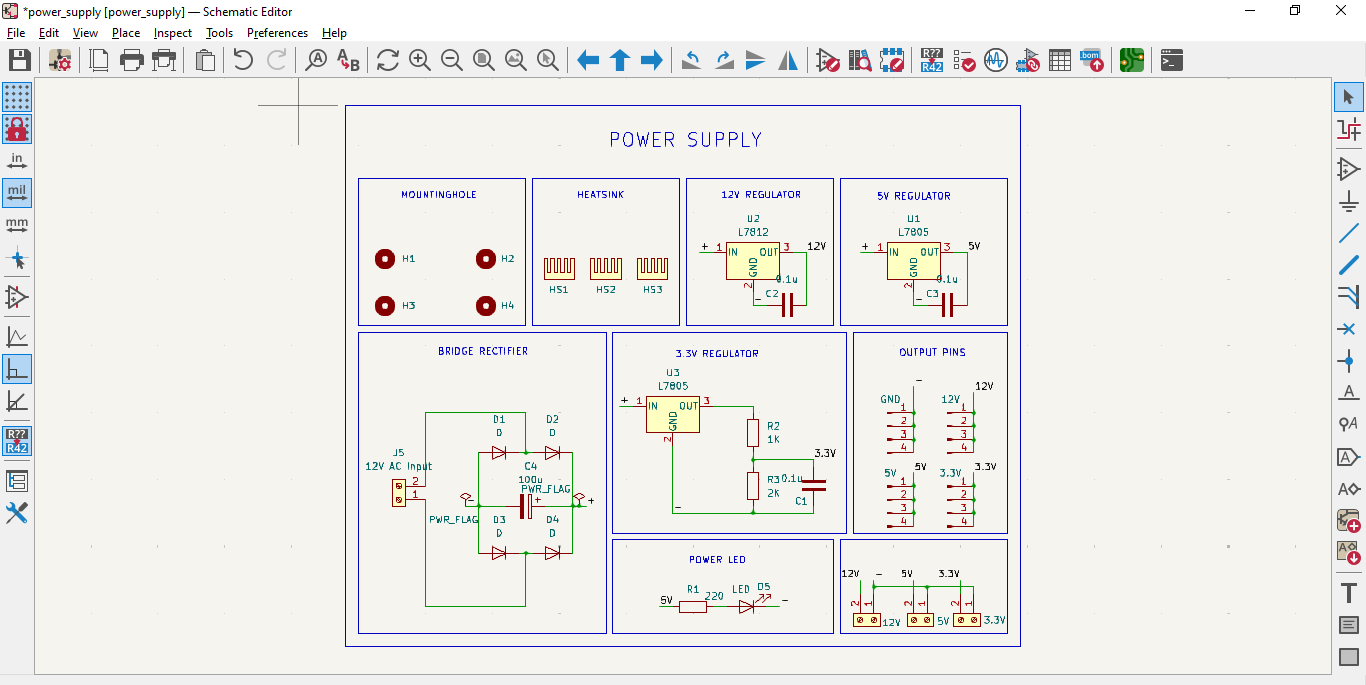 *power_supply [power_supply] — Schematic Editor
File Edit View Place Inspect Tools Preferences Help
A
A B
R??
R42
bom
in
mil
mm
R??
R42
A
A
A
A
A
T
POWER SUPPLY
MOUNTINGHOLE
H1
H2
H3
H4
HEATSINK
HS1
HS2
HS3
12V REGULATOR
U2
L7812
+ 1 IN OUT 3 12V
GND
2
0.1u
−
C2
5V REGULATOR
U1
L7805
+ 1 IN OUT 3 5V
GND
2
0.1u
−
C3
BRIDGE RECTIFIER
D1
D
D2
D
J5
12V AC Input
2
1
C4
100u
PWR_FLAG
−
+
+
PWR_FLAG
D3
D
D4
D
3.3V REGULATOR
U3
L7805
+ 1 IN OUT 3
GND
2
R2
1K
3.3V
R3
2K
0.1u
C1
−
OUTPUT PINS
−
GND
1
2
3
4
12V
12V
1
2
3
4
5V
5V
1
2
3
4
3.3V
3.3V
1
2
3
4
POWER LED
5V
R1
220
LED
D5
−
12V − 5V 3.3V
2 1
2 1
2 1
12V
5V
3.3V